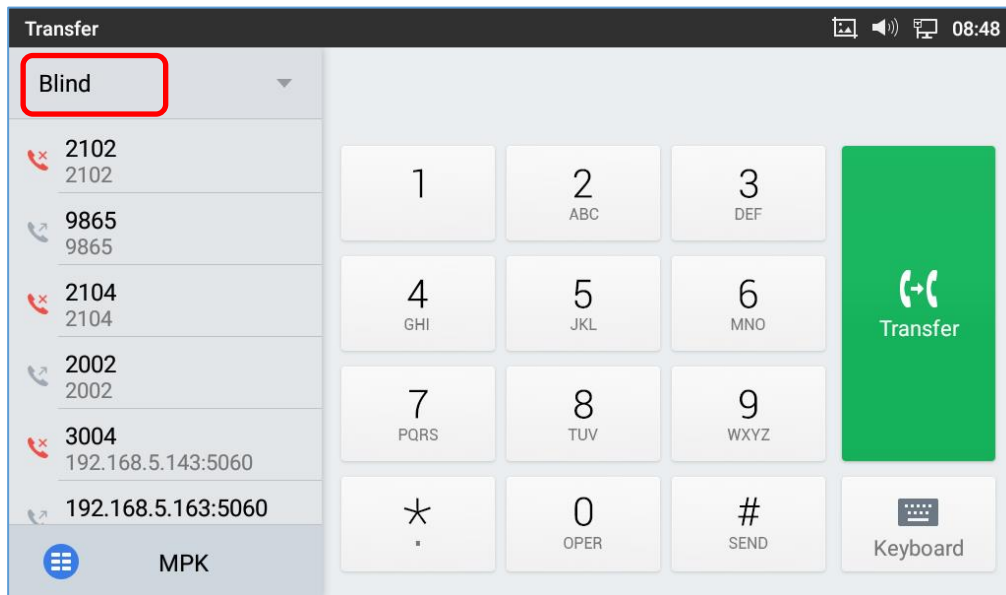 Transfer
08:48
Blind
2102
2102
9865
9865
2104
2104
2002
2002
3004
192.168.5.143:5060
192.168.5.163:5060
MPK
1
2
ABC
3
DEF
4
GHI
5
JKL
6
MNO
7
PQRS
8
TUV
9
WXYZ
*
.
0
OPER
#
SEND
Transfer
Keyboard